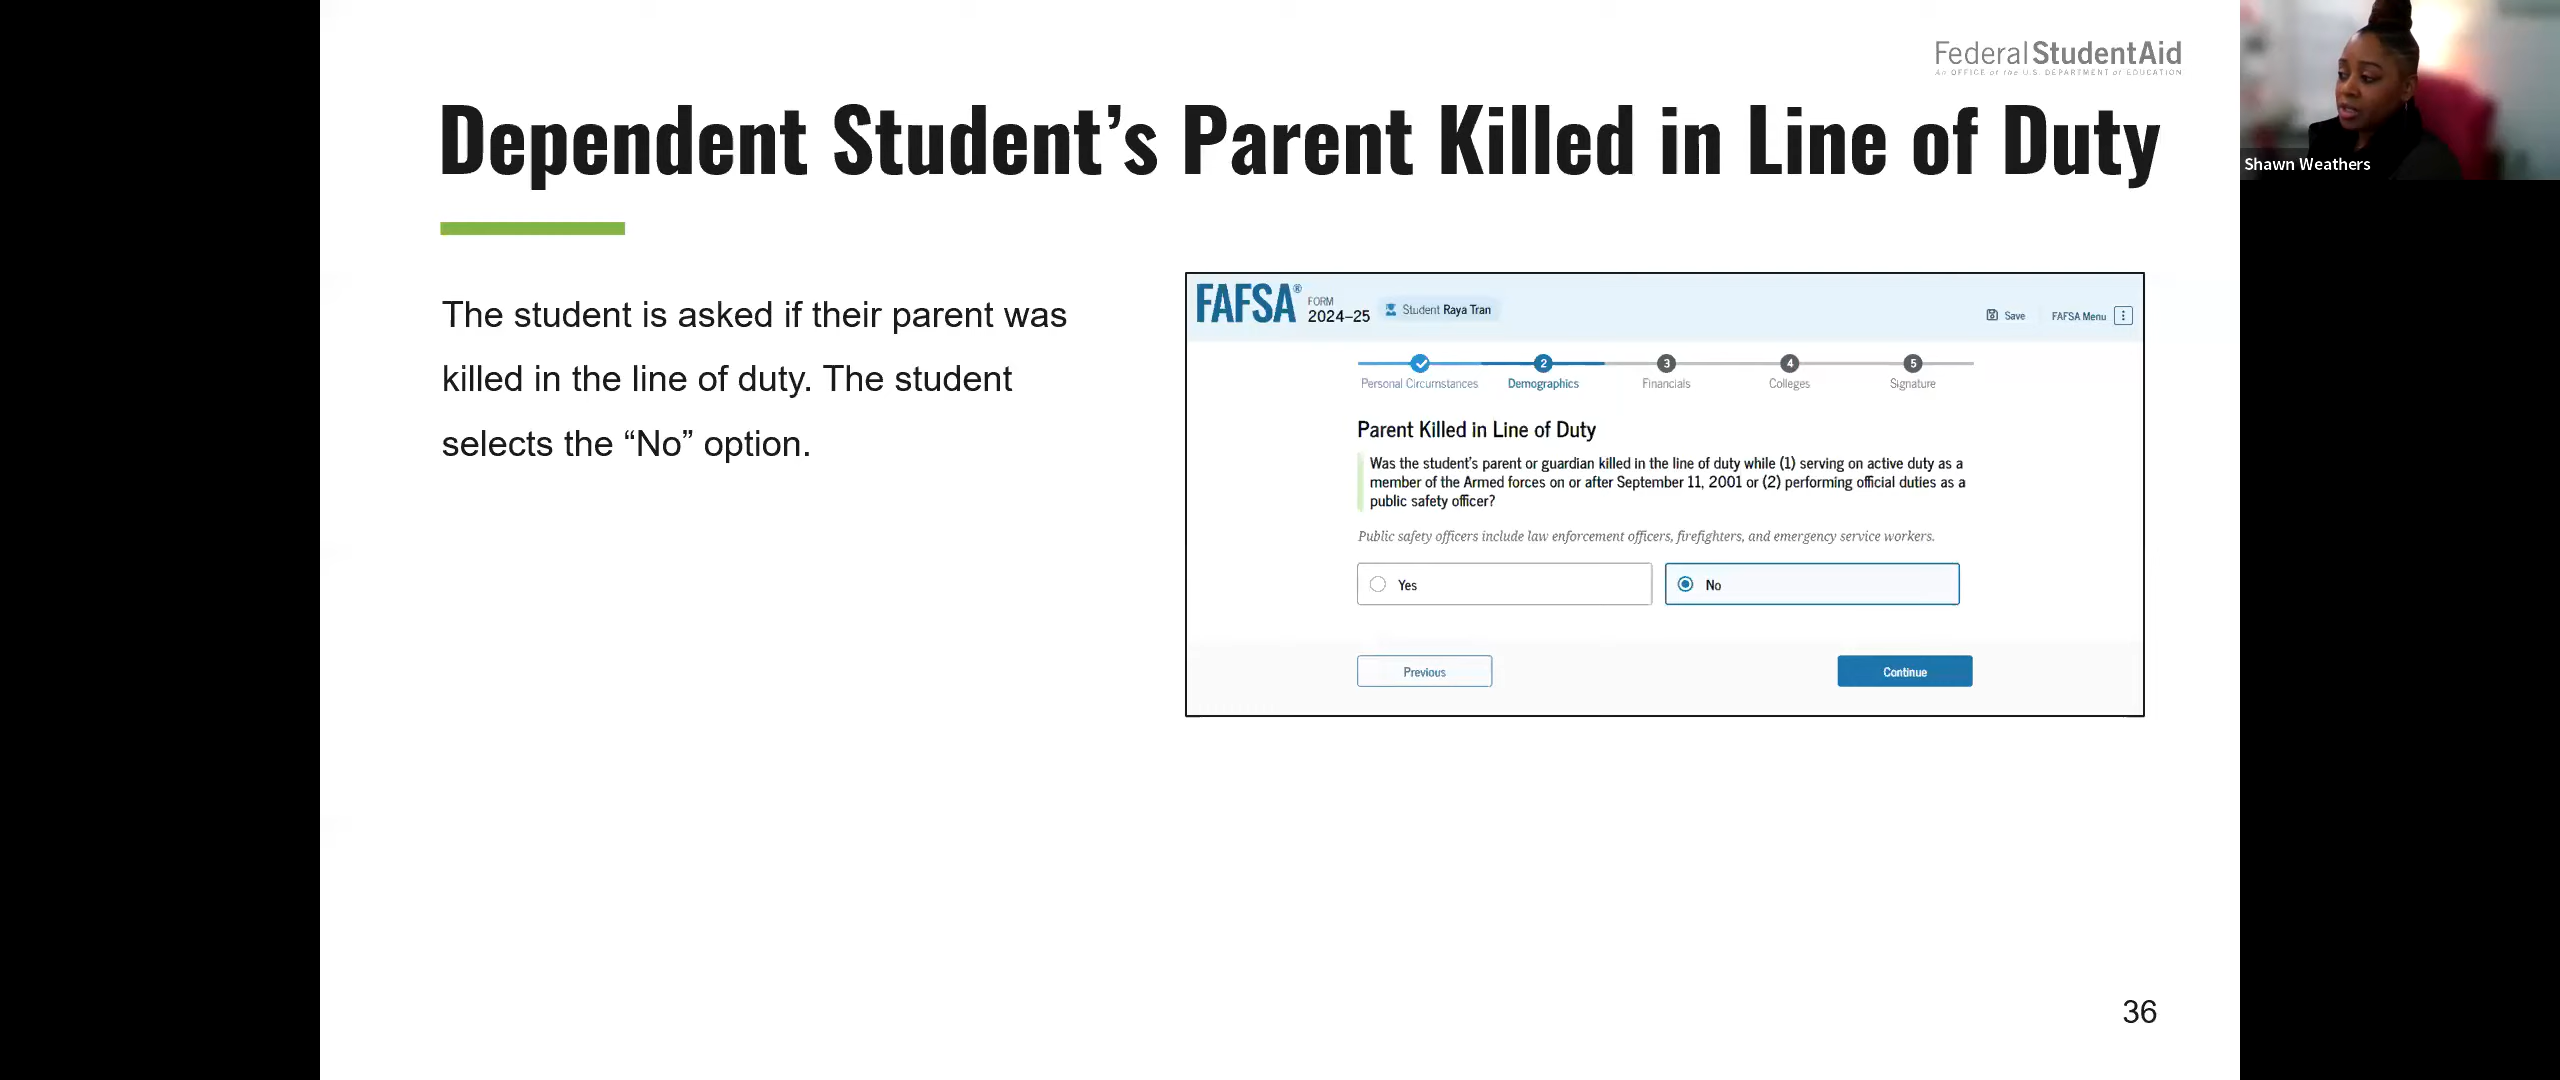 Federal StudentAid
An OFFICE of the U.S. DEPARTMENT of EDUCATION
Dependent Student’s Parent Killed in Line of Duty
Shawn Weathers
The student is asked if their parent was
killed in the line of duty. The student
selects the “No” option.
FAFSA® FORM 2024–25
Student Raya Tran
Save
FAFSA Menu
2
3
4
5
Personal Circumstances
Demographics
Financials
Colleges
Signature
Parent Killed in Line of Duty
Was the student's parent or guardian killed in the line of duty while (1) serving on active duty as a
member of the Armed forces on or after September 11, 2001 or (2) performing official duties as a
public safety officer?
Public safety officers include law enforcement officers, firefighters, and emergency service workers.
Yes
No
Previous
Continue
36